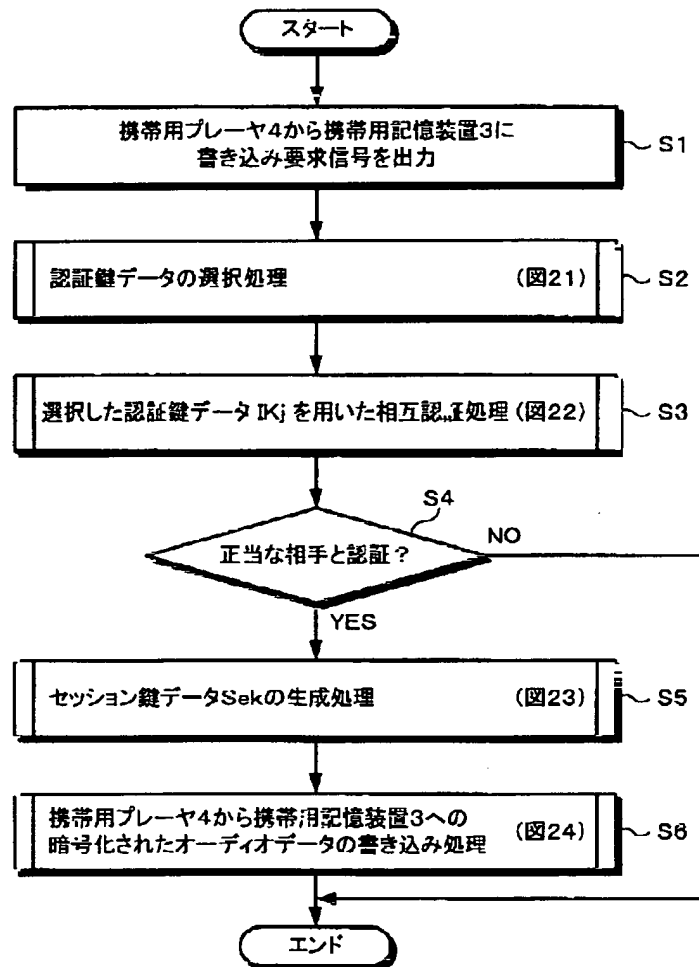 スタート
携帯用プレーヤ4から携帯用記憶装置3に
書き込み要求信号を出力
S1
認証鍵データの選択処理 (図21)
S2
選択した認証鍵データ IKj を用いた相互認証処理 (図22)
S3
S4
正当な相手と認証？
NO
YES
セッション鍵データSekの生成処理 (図23)
S5
携帯用プレーヤ4から携帯用記憶装置3への
暗号化されたオーディオデータの書き込み処理 (図24)
S6
エンド